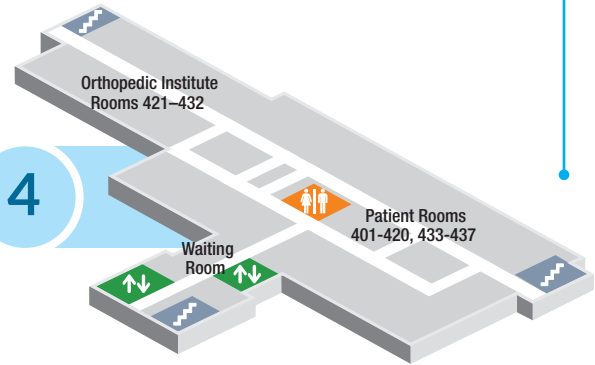 Orthopedic Institute
Rooms 421–432
4
Patient Rooms
401-420, 433-437
Waiting
Room